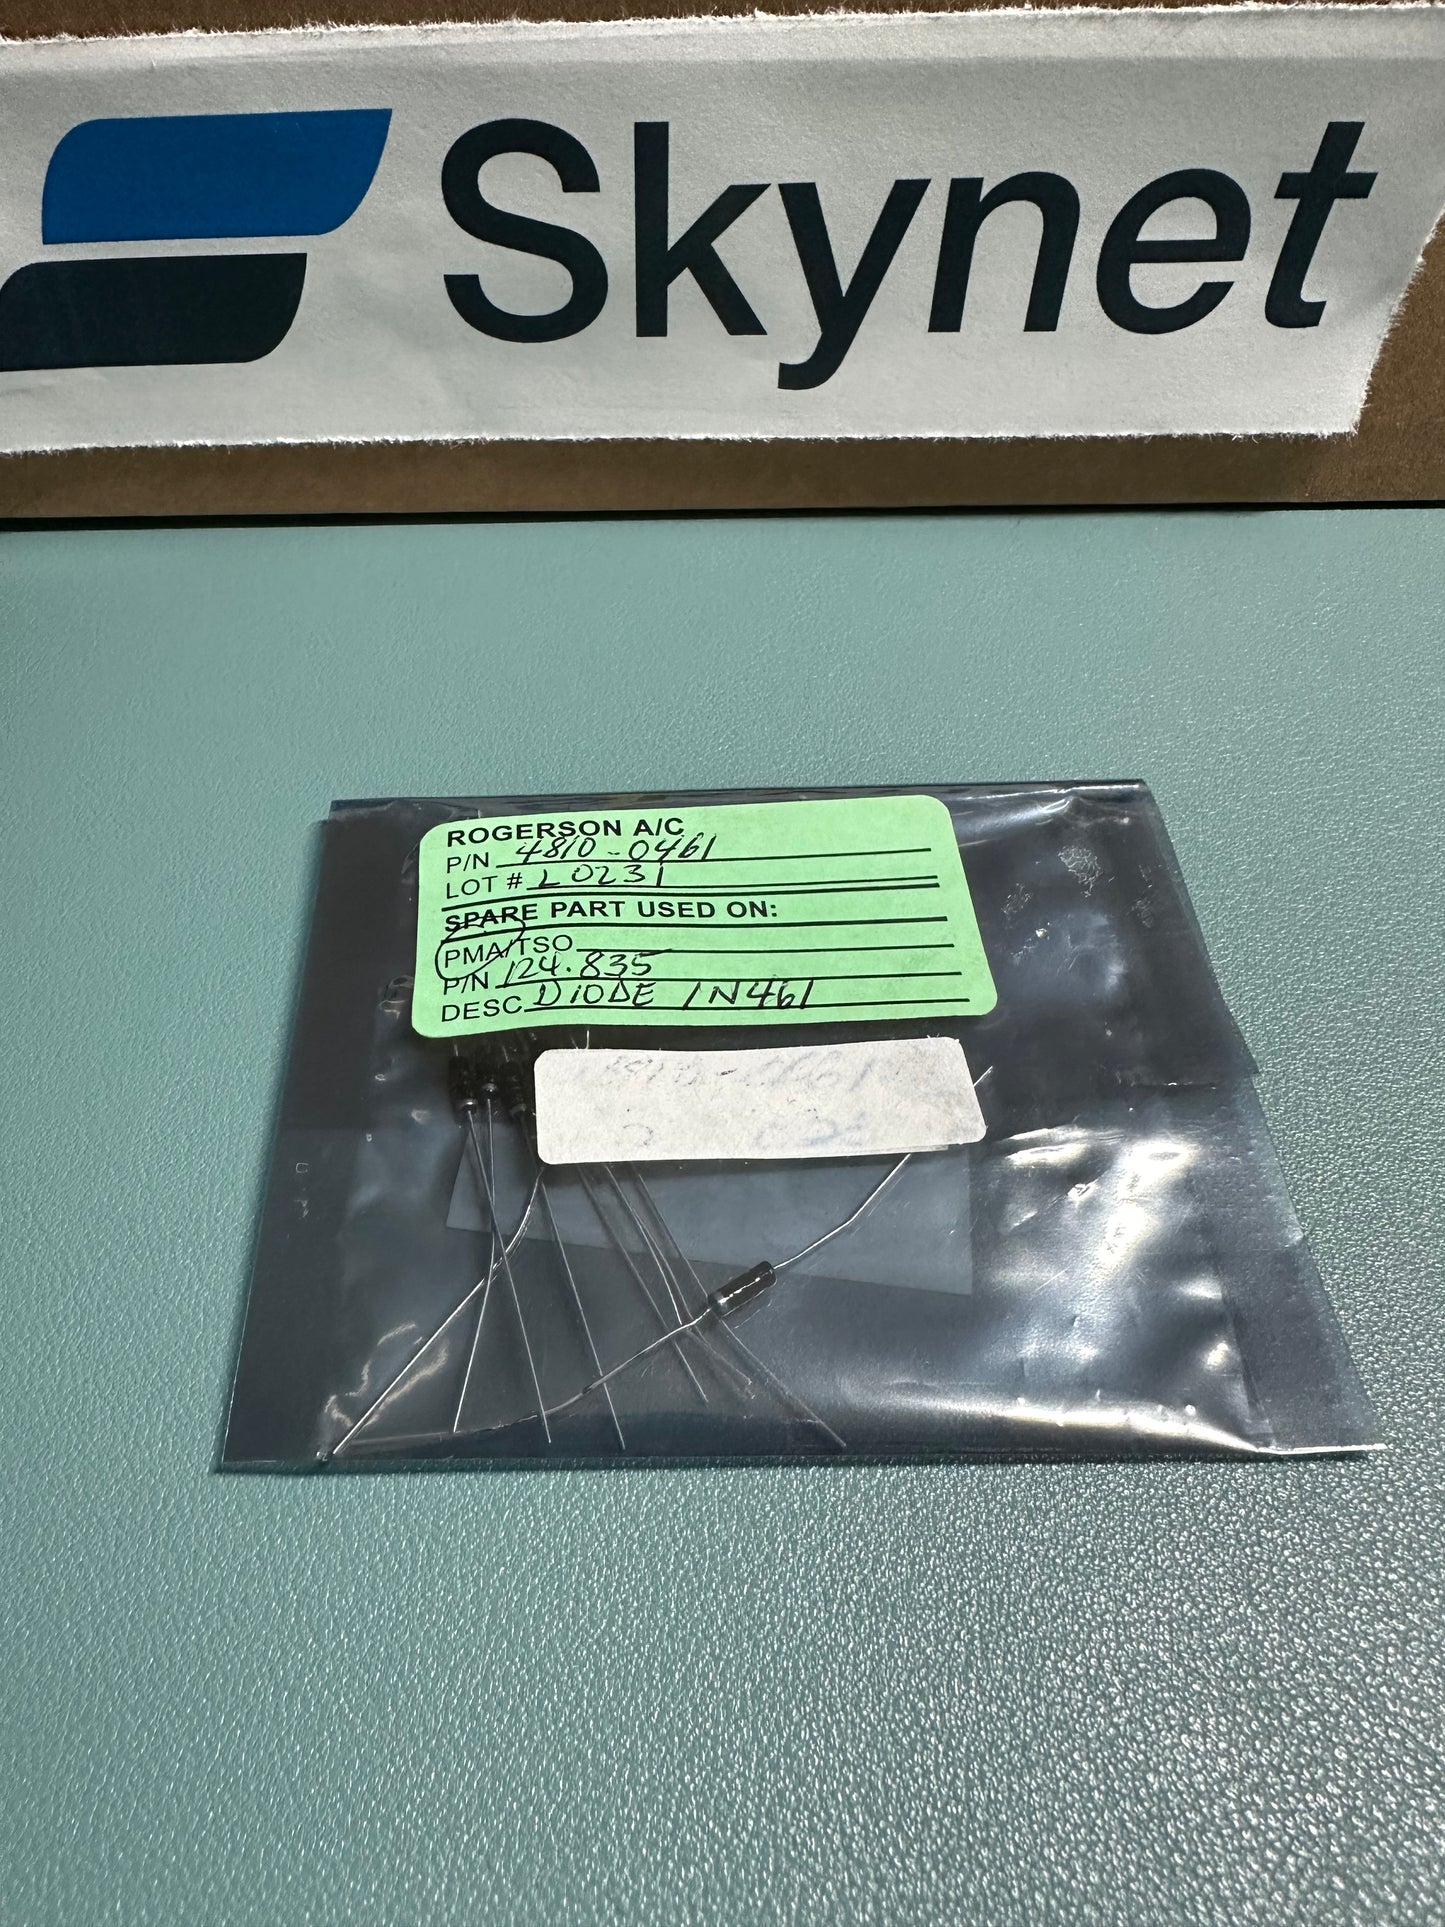 Skynet
ROGERSON A/C
P/N 4810-0461
LOT # L0231
SPARE PART USED ON:
PMA/TSO
P/N 124.835
DESC DIODE 1N461